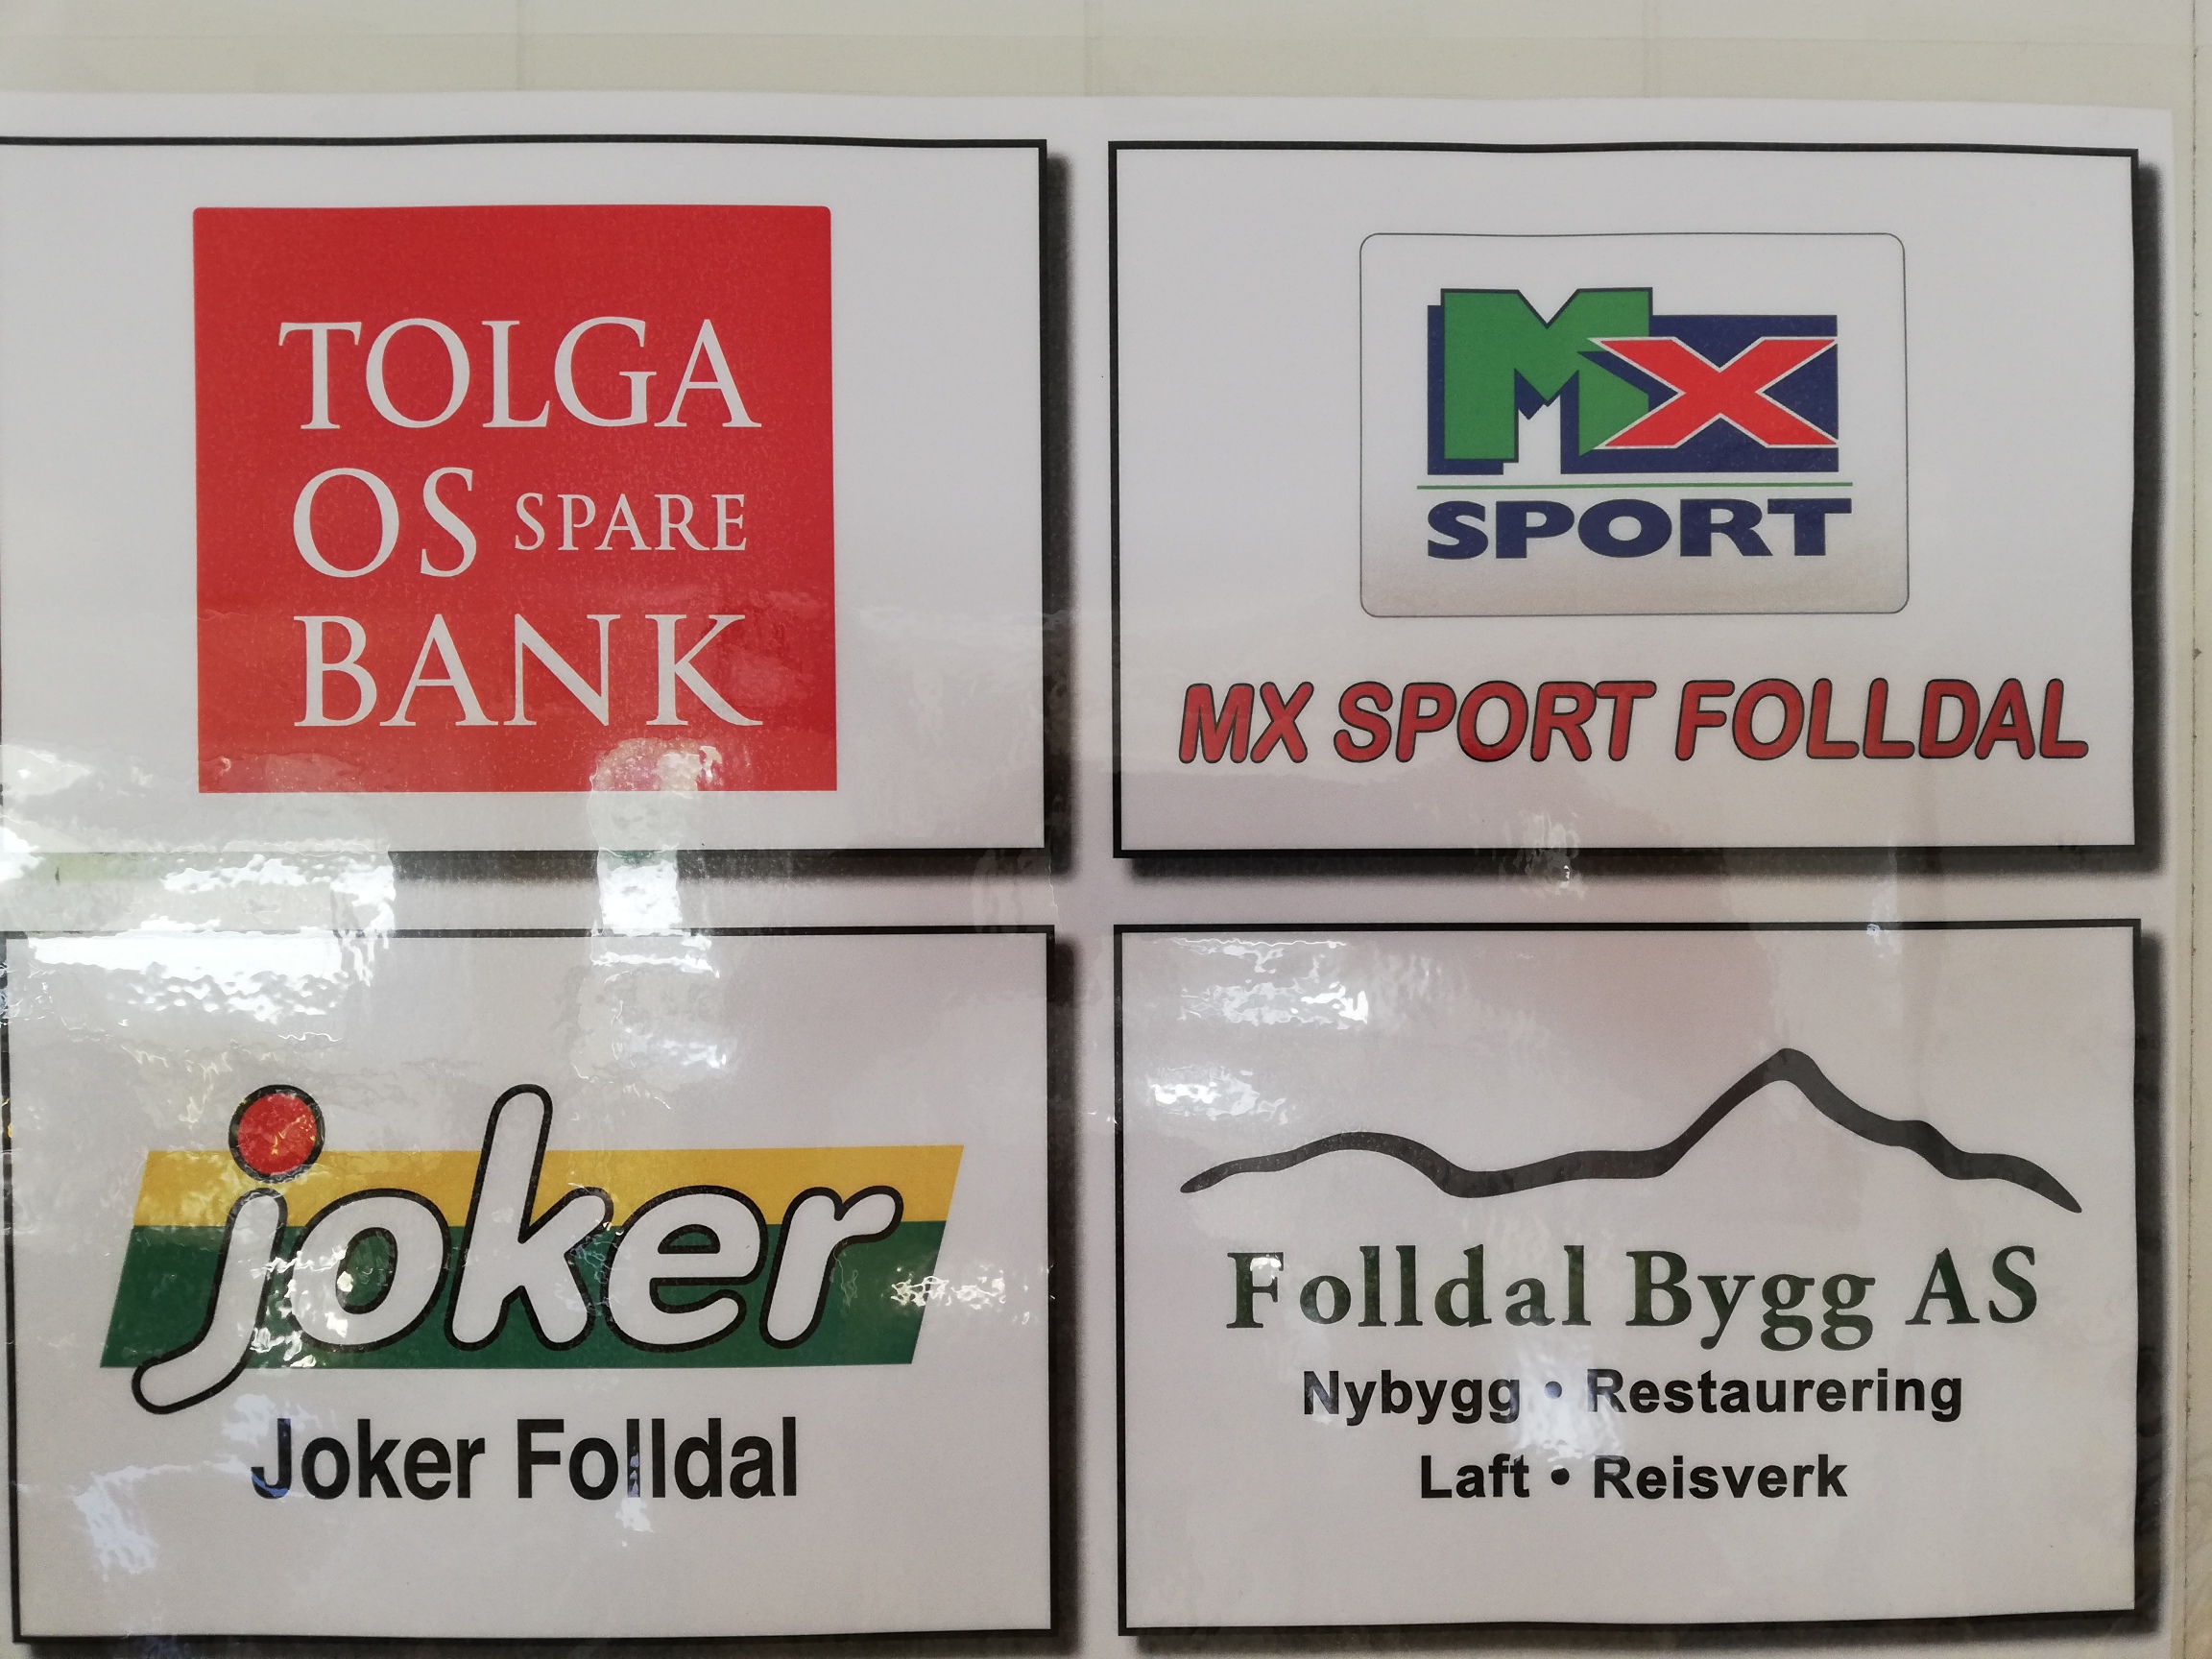 TOLGA
OS SPARE
BANK
MX
SPORT
MX SPORT FOLLDAL
joker
Joker Folldal
Folldal Bygg AS
Nybygg • Restaurering
Laft • Reisverk